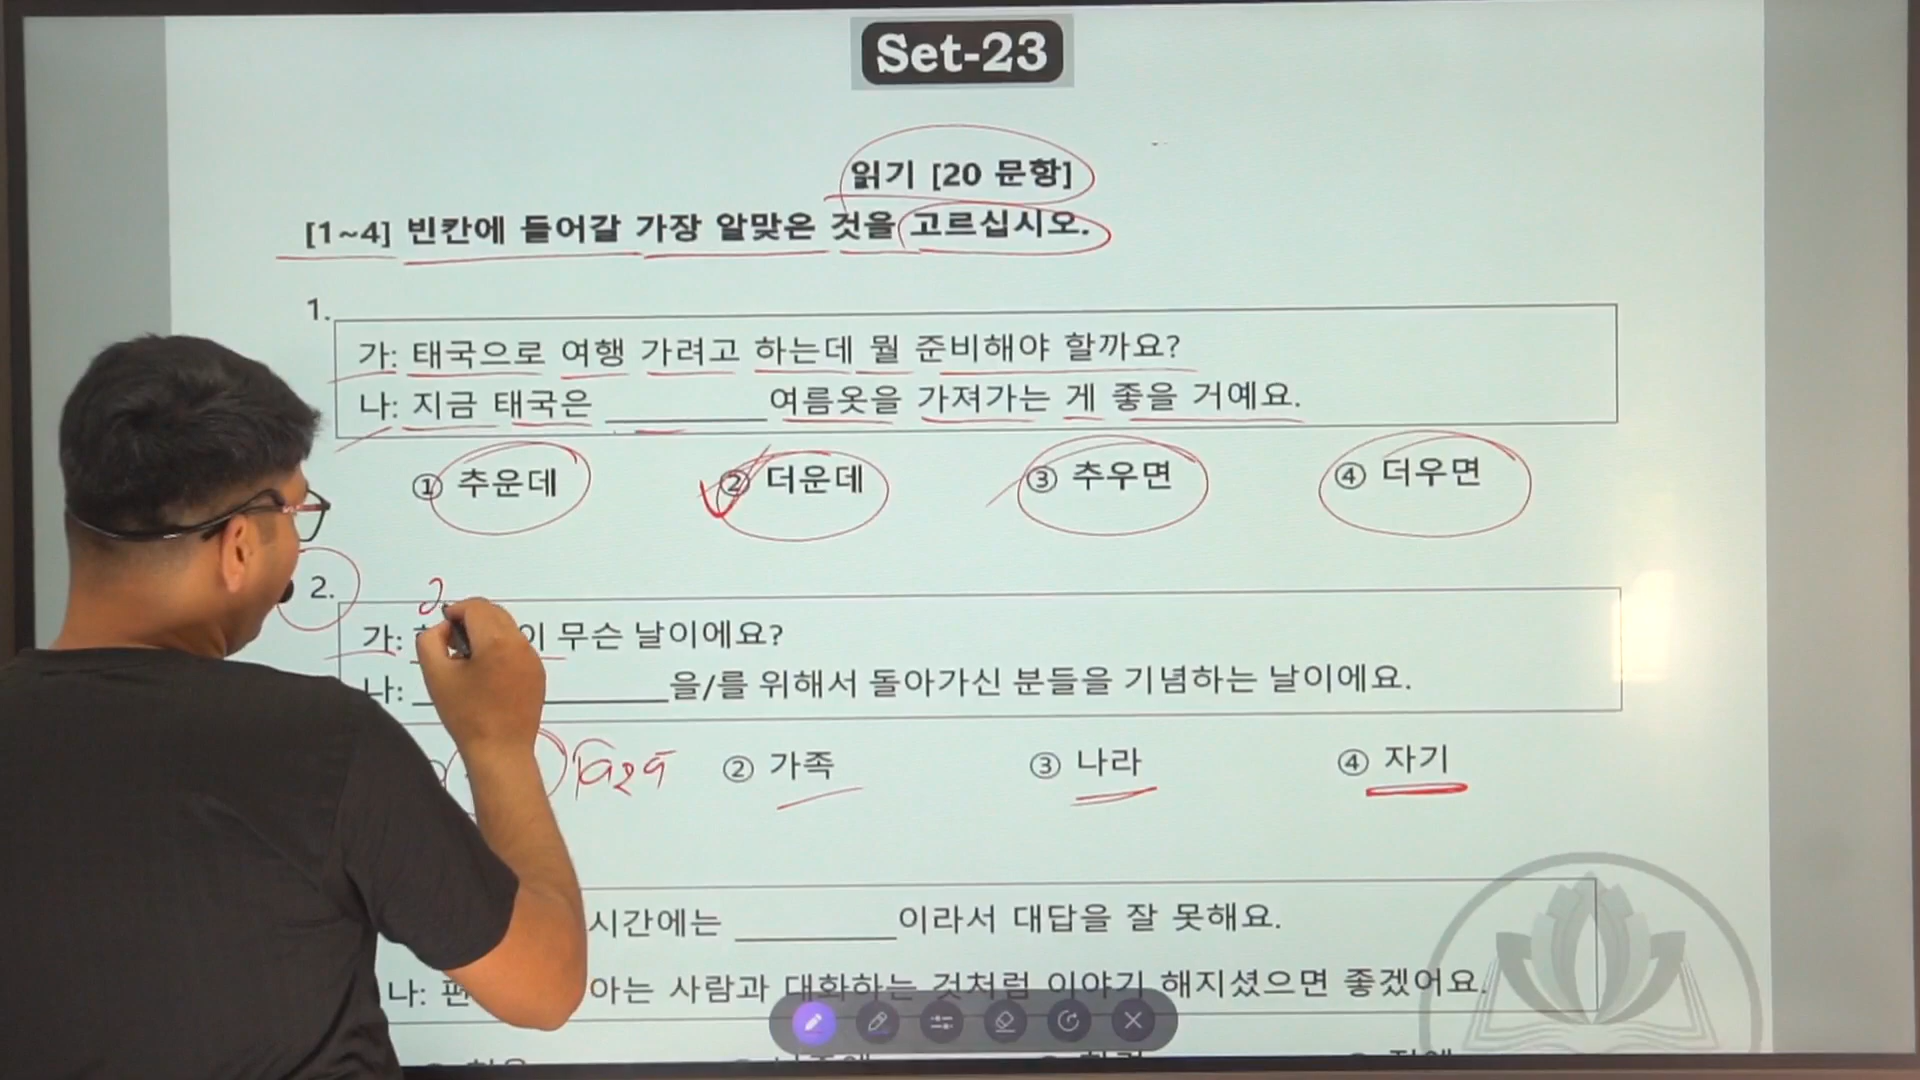 Set-23
읽기 [20 문항]
[1~4] 빈칸에 들어갈 가장 알맞온 것을 고르십시오.
1.
가: 태국으로 여행 가려고 하는데 뭘 준비해야 할까요?
나: 지금 태국은 __________ 여름옷을 가져가는 게 좋을 거예요.
① 추운데 ② 더운데 ③ 추우면 ④ 더우면
2.
가: 이 무슨 날이에요?
나: __________을/를 위해서 돌아가신 분들을 기념하는 날이에요.
② 가족 ③ 나라 ④ 자기
시간에는 __________이라서 대답을 잘 못해요.
나: 아는 사람과 대화하는 것처럼 이야기 해지셨으면 좋겠어요.